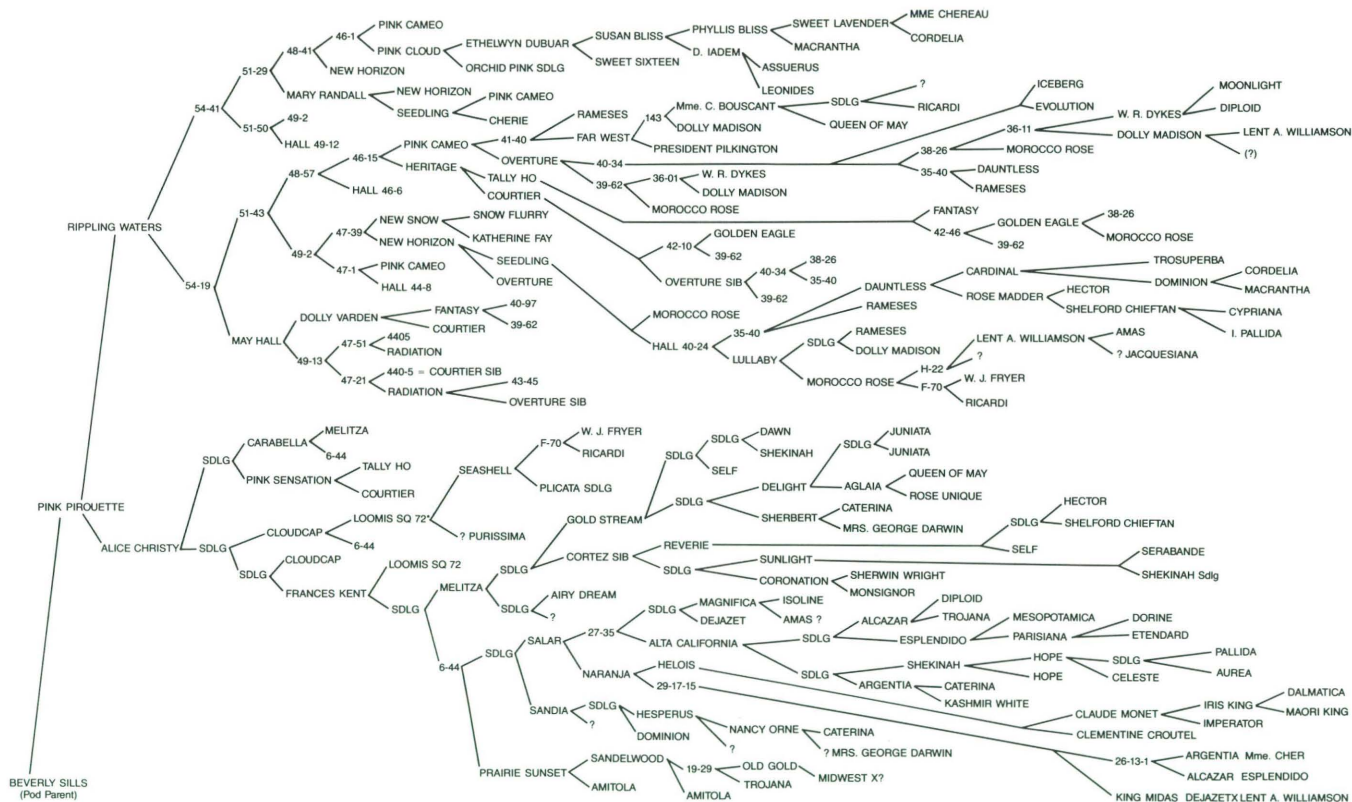 BEVERLY SILLS
(Pod Parent)
PINK PIROUETTE
RIPPLING WATERS
54-41
51-29
48-41
46-1
PINK CAMEO
PINK CLOUD
ETHELWYN DUBUAR
SUSAN BLISS
PHYLLIS BLISS
SWEET LAVENDER
MME CHEREAU
CORDELIA
MACRANTHA
D. IADEM
ASSUERUS
LEONIDES
SWEET SIXTEEN
ORCHID PINK SDLG
NEW HORIZON
MARY RANDALL
NEW HORIZON
SEEDLING
PINK CAMEO
CHERIE
51-50
49-2
HALL 49-12
54-19
51-43
48-57
46-15
PINK CAMEO
41-40
RAMESES
FAR WEST
143
Mme. C. BOUSCANT
SDLG
?
RICARDI
QUEEN OF MAY
DOLLY MADISON
PRESIDENT PILKINGTON
OVERTURE
40-34
ICEBERG
EVOLUTION
38-26
36-11
W. R. DYKES
MOONLIGHT
DIPLOID
DOLLY MADISON
LENT A. WILLIAMSON
(?)
MOROCCO ROSE
35-40
DAUNTLESS
RAMESES
39-62
36-01
W. R. DYKES
DOLLY MADISON
MOROCCO ROSE
HERITAGE
TALLY HO
FANTASY
42-46
GOLDEN EAGLE
38-26
MOROCCO ROSE
39-62
COURTIER
42-10
GOLDEN EAGLE
39-62
OVERTURE SIB
40-34
38-26
35-40
39-62
HALL 46-6
49-2
47-39
NEW SNOW
SNOW FLURRY
KATHERINE FAY
NEW HORIZON
SEEDLING
MOROCCO ROSE
HALL 40-24
35-40
DAUNTLESS
CARDINAL
TROSUPERBA
DOMINION
CORDELIA
MACRANTHA
ROSE MADDER
HECTOR
SHELFORD CHIEFTAN
CYPRIANA
I. PALLIDA
RAMESES
LULLABY
SDLG
RAMESES
DOLLY MADISON
MOROCCO ROSE
H-22
LENT A. WILLIAMSON
AMAS
? JACQUESIANA
?
F-70
W. J. FRYER
RICARDI
OVERTURE
47-1
PINK CAMEO
HALL 44-8
MAY HALL
DOLLY VARDEN
FANTASY
40-97
39-62
COURTIER
49-13
47-51
4405
RADIATION
47-21
440-5 = COURTIER SIB
RADIATION
43-45
OVERTURE SIB
ALICE CHRISTY
SDLG
CARABELLA
MELITZA
6-44
PINK SENSATION
TALLY HO
COURTIER
SDLG
CLOUDCAP
LOOMIS SQ 72*
SEASHELL
F-70
W. J. FRYER
RICARDI
PLICATA SDLG
? PURISSIMA
6-44
SDLG
CLOUDCAP
FRANCES KENT
LOOMIS SQ 72
SDLG
MELITZA
SDLG
GOLD STREAM
SDLG
SDLG
DAWN
SHEKINAH
SELF
SDLG
DELIGHT
SDLG
JUNIATA
JUNIATA
AGLAIA
QUEEN OF MAY
ROSE UNIQUE
SHERBERT
CATERINA
MRS. GEORGE DARWIN
CORTEZ SIB
REVERIE
SDLG
HECTOR
SHELFORD CHIEFTAN
SELF
SDLG
SUNLIGHT
SERABANDE
SHEKINAH Sdlg
CORONATION
SHERWIN WRIGHT
MONSIGNOR
SDLG
AIRY DREAM
?
6-44
SDLG
SALAR
27-35
SDLG
MAGNIFICA
ISOLINE
AMAS ?
DEJAZET
ALTA CALIFORNIA
SDLG
ALCAZAR
DIPLOID
TROJANA
ESPLENDIDO
MESOPOTAMICA
PARISIANA
DORINE
ETENDARD
SDLG
SHEKINAH
HOPE
SDLG
PALLIDA
AUREA
CELESTE
HOPE
ARGENTIA
CATERINA
KASHMIR WHITE
NARANJA
HELOIS
CLAUDE MONET
IRIS KING
DALMATICA
MAORI KING
IMPERATOR
CLEMENTINE CROUTEL
29-17-15
26-13-1
ARGENTIA Mme. CHER
ALCAZAR ESPLENDIDO
KING MIDAS DEJAZETX LENT A. WILLIAMSON
SANDIA
SDLG
HESPERUS
NANCY ORNE
CATERINA
? MRS. GEORGE DARWIN
?
DOMINION
?
PRAIRIE SUNSET
SANDELWOOD
19-29
OLD GOLD
MIDWEST X?
TROJANA
AMITOLA
AMITOLA